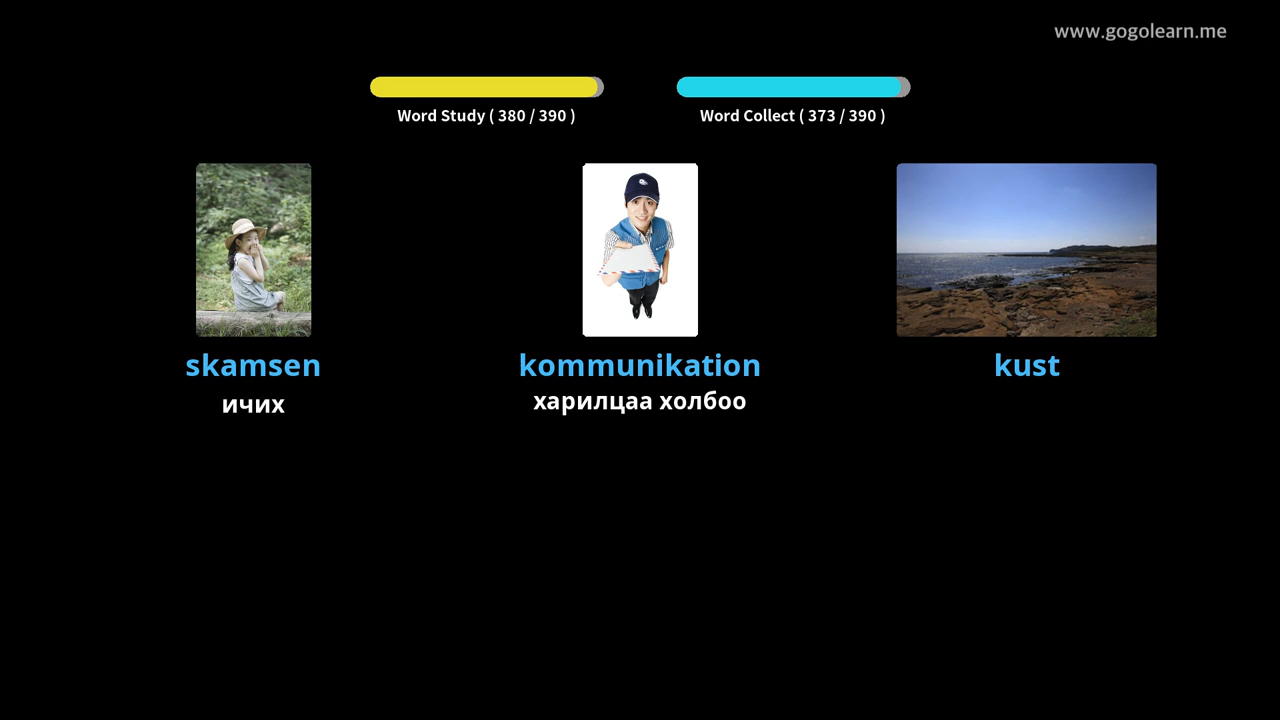 www.gogolearn.me
Word Study ( 380 / 390 )
Word Collect ( 373 / 390 )
skamsen
kommunikation
kust
ичих
харилцаа холбоо